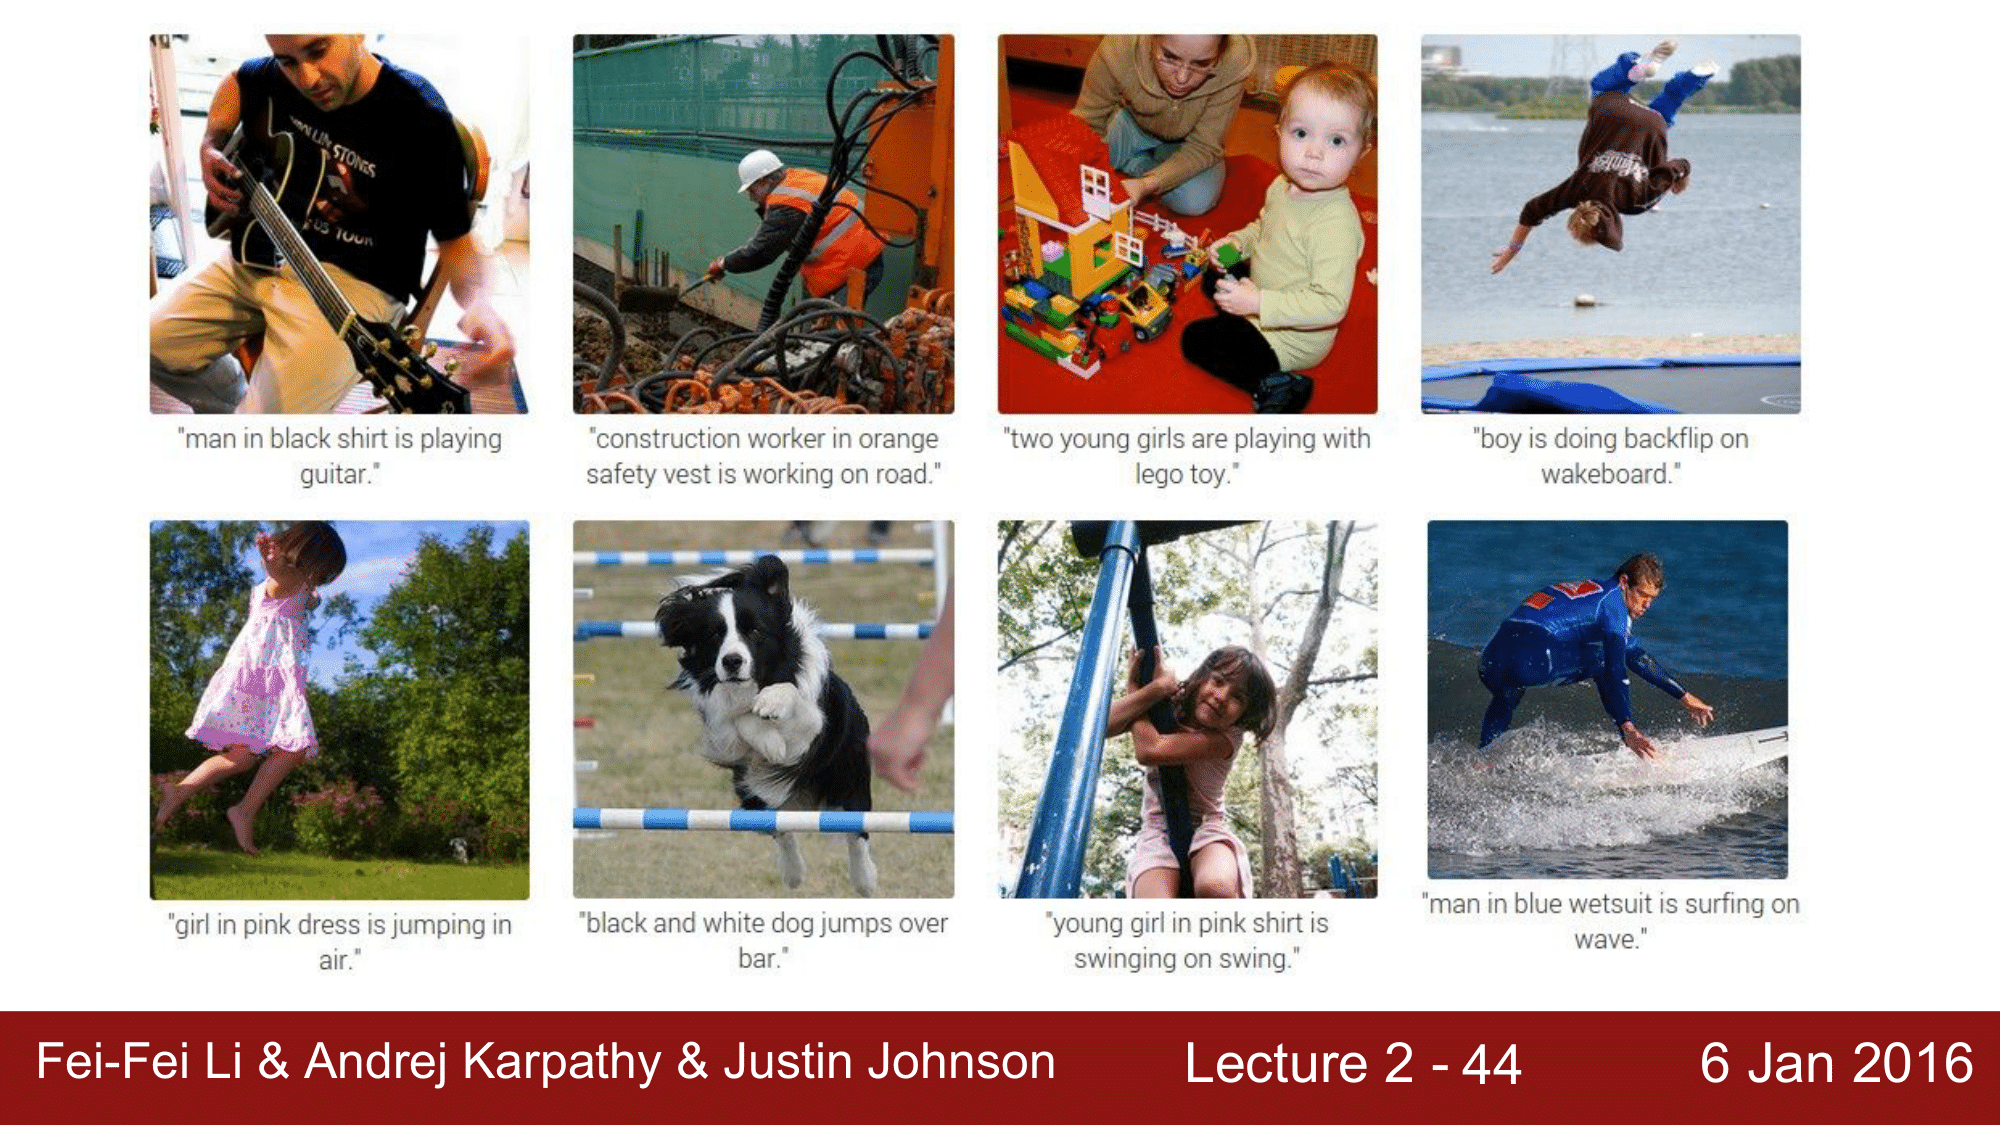 ROLLING STONES
US TOUR
"man in black shirt is playing
guitar."
"construction worker in orange
safety vest is working on road."
"two young girls are playing with
lego toy."
"boy is doing backflip on
wakeboard."
"girl in pink dress is jumping in
air."
"black and white dog jumps over
bar."
"young girl in pink shirt is
swinging on swing."
"man in blue wetsuit is surfing on
wave."
Fei-Fei Li & Andrej Karpathy & Justin Johnson
Lecture 2 - 44
6 Jan 2016